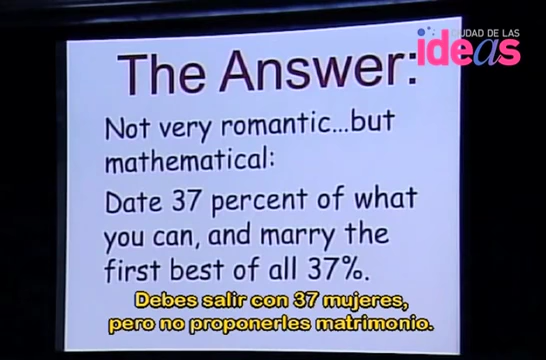 CIUDAD DE LAS
ideas
The Answer:
Not very romantic...but
mathematical:
Date 37 percent of what
you can, and marry the
first best of all 37%.
Debes salir con 37 mujeres,
pero no proponerles matrimonio.